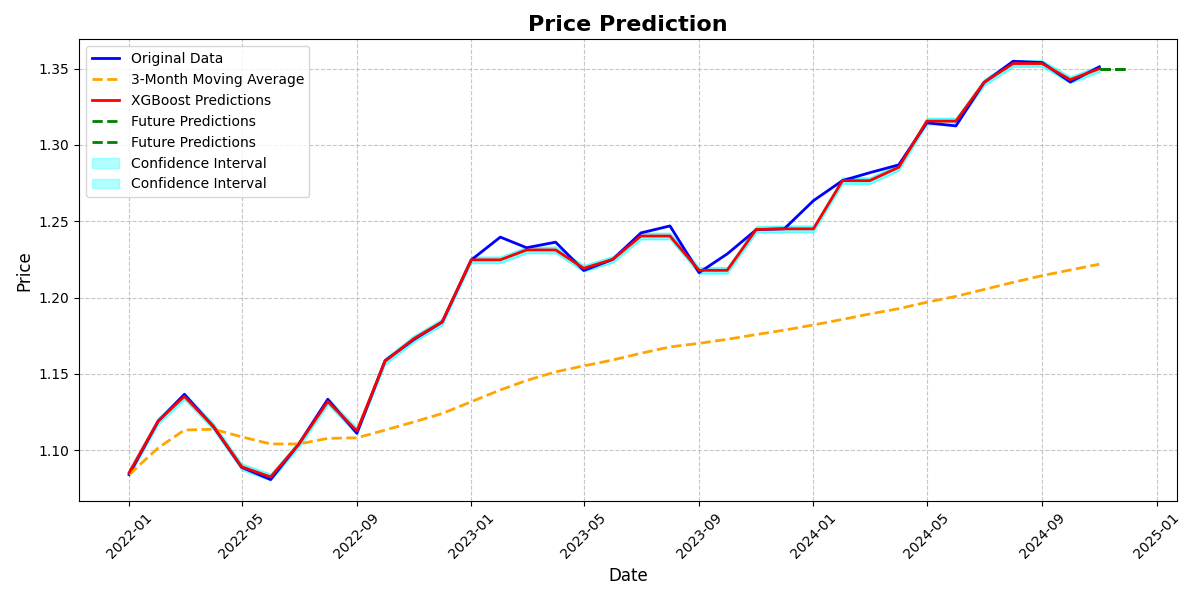 Price Prediction
Original Data
3-Month Moving Average
XGBoost Predictions
Future Predictions
Future Predictions
Confidence Interval
Confidence Interval
Price
1.35
1.30
1.25
1.20
1.15
1.10
2022-01
2022-05
2022-09
2023-01
2023-05
2023-09
2024-01
2024-05
2024-09
2025-01
Date